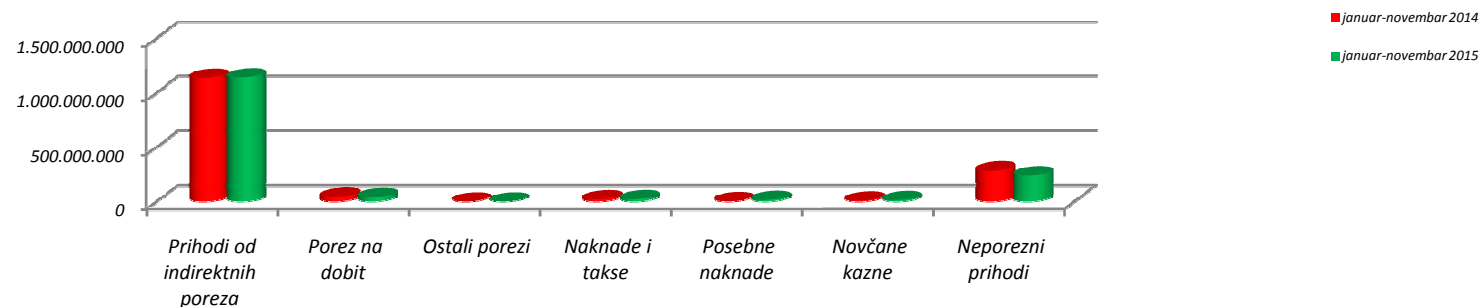 januar-novembar 2014
januar-novembar 2015
1.500.000.000
1.000.000.000
500.000.000
0
Prihodi od
indirektnih
poreza
Porez na
dobit
Ostali porezi
Naknade i
takse
Posebne
naknade
Novčane
kazne
Neporezni
prihodi